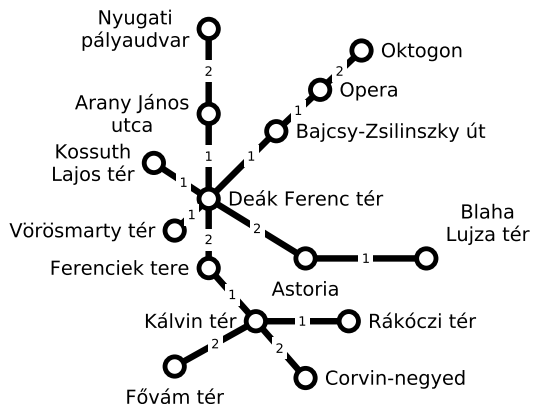 Nyugati
pályaudvar
2
Oktogon
2
Opera
1
Arany János
utca
Bajcsy-Zsilinszky út
1
1
Kossuth
Lajos tér
1
Deák Ferenc tér
1
Vörösmarty tér
2
2
Blaha
Lujza tér
1
Ferenciek tere
Astoria
1
Kálvin tér
1
Rákóczi tér
2
2
Fővám tér
Corvin-negyed